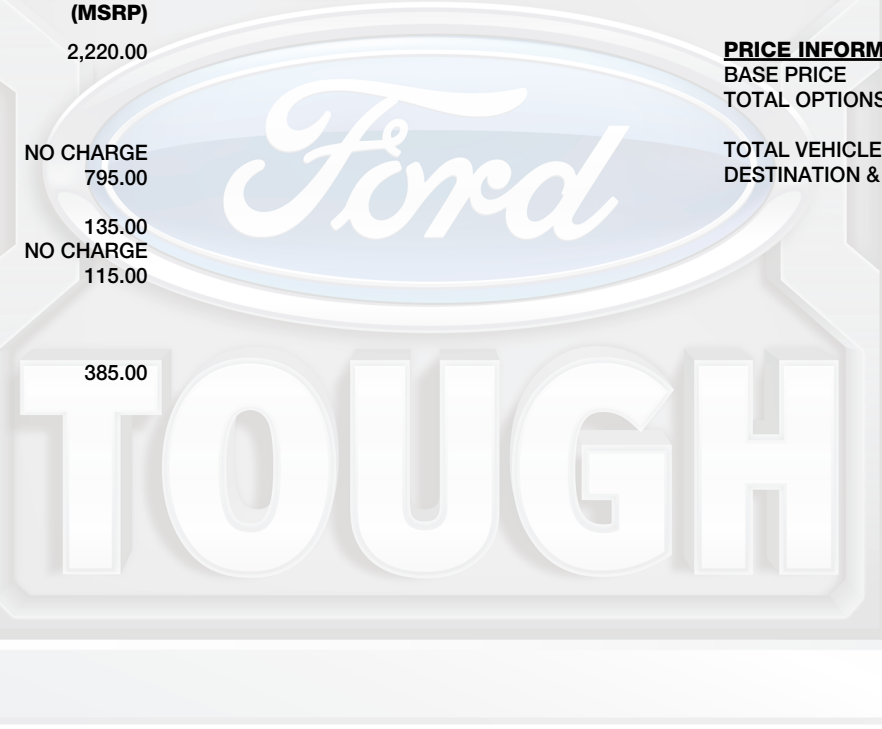 (MSRP)
2,220.00
NO CHARGE
795.00
135.00
NO CHARGE
115.00
385.00
PRICE INFORM
BASE PRICE
TOTAL OPTIONS
TOTAL VEHICLE
DESTINATION &
Ford
TOUGH